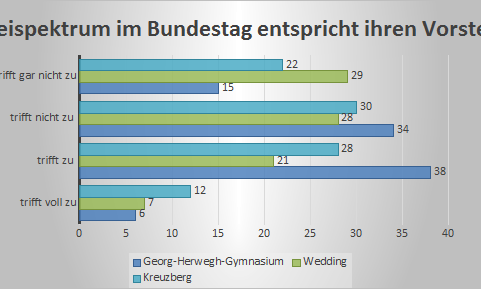 eispektrum im Bundestag entspricht ihren Vorste
trifft gar nicht zu
22
29
15
trifft nicht zu
30
28
34
trifft zu
28
21
38
trifft voll zu
12
7
6
0 5 10 15 20 25 30 35 40
Georg-Herwegh-Gymnasium Wedding
Kreuzberg